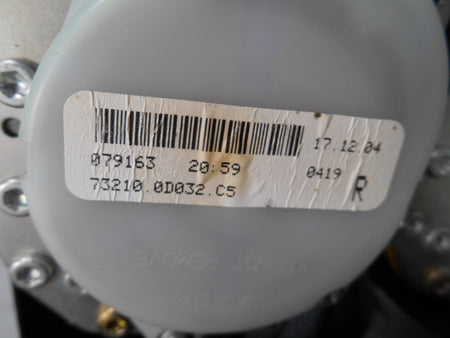 17.12.04
079163 20:59 0419 R
73210.0D032.C5
DO NOT REMOVE